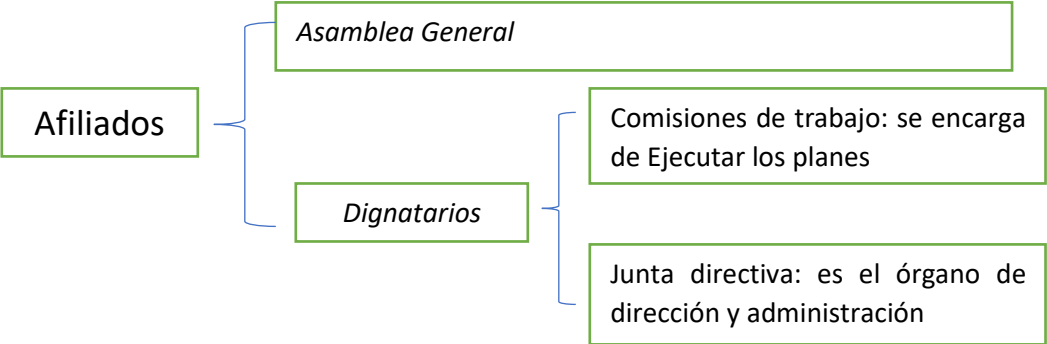 Asamblea General
Afiliados
Comisiones de trabajo: se encarga
de Ejecutar los planes
Dignatarios
Junta directiva: es el órgano de
dirección y administración